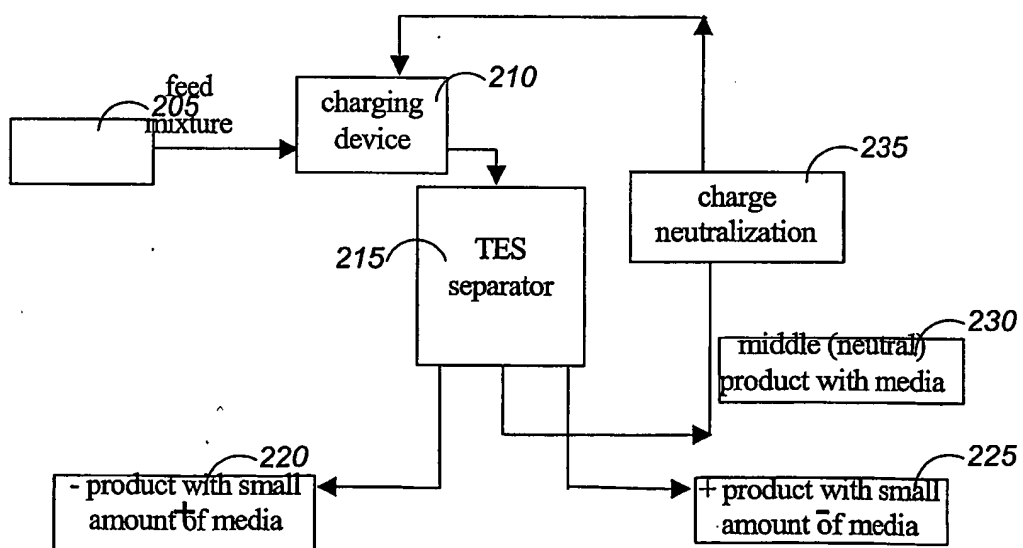 210
feed
205
mixture
charging
device
235
charge
neutralization
215
TES
separator
230
middle (neutral)
product with media
220
- product with small
+
amount of media
225
+ product with small
-
amount of media